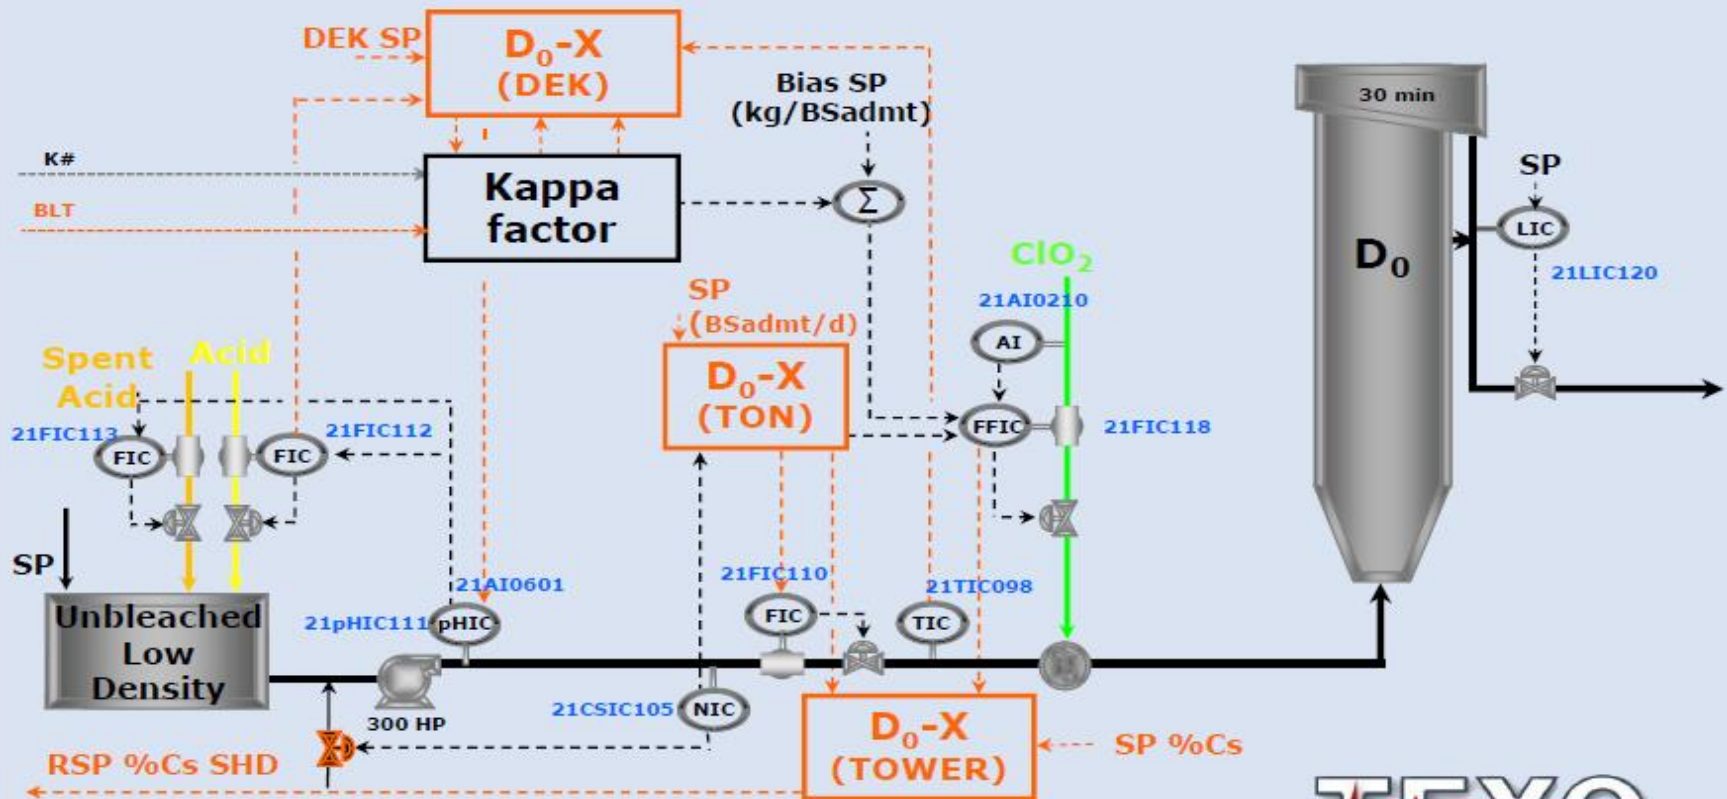 DEK SP
D₀-X
(DEK)
Bias SP
(kg/BSadmt)
30 min
K#
Kappa
factor
Σ
SP
BLT
LIC
D₀
ClO₂
21LIC120
SP
(BSadmt/d)
21AI0210
Spent
Acid
Acid
AI
D₀-X
(TON)
21FIC113
21FIC112
FIC
FIC
FFIC
21FIC118
SP
21AI0601
21FIC110
21TIC098
Unbleached
Low
Density
21pHIC111
pHIC
FIC
TIC
300 HP
21CSIC105
NIC
D₀-X
(TOWER)
SP %Cs
RSP %Cs SHD
TEXO